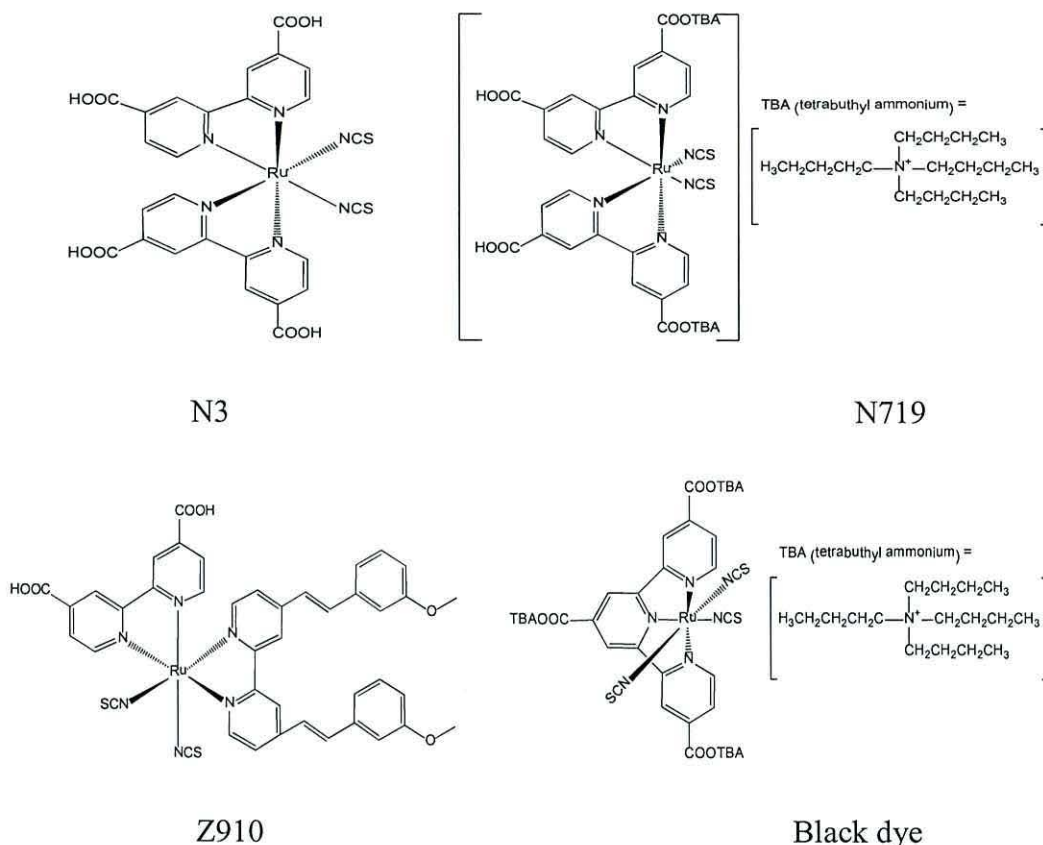 COOH
HOOC
N
N
NCS
Ru
NCS
N
N
HOOC
COOH
N3
COOTBA
HOOC
N
N
NCS
Ru
NCS
N
N
HOOC
COOTBA
TBA (tetrabuthyl ammonium) =
CH₂CH₂CH₂CH₃
H₃CH₂CH₂CH₂C—N⁺—CH₂CH₂CH₂CH₃
CH₂CH₂CH₂CH₃
N719
COOH
HOOC
N
N
N
Ru
SCN
N
NCS
O
O
Z910
COOTBA
N
NCS
TBAOOC
N
Ru
NCS
SCN
N
COOTBA
TBA (tetrabuthyl ammonium) =
CH₂CH₂CH₂CH₃
H₃CH₂CH₂CH₂C—N⁺—CH₂CH₂CH₂CH₃
CH₂CH₂CH₂CH₃
Black dye